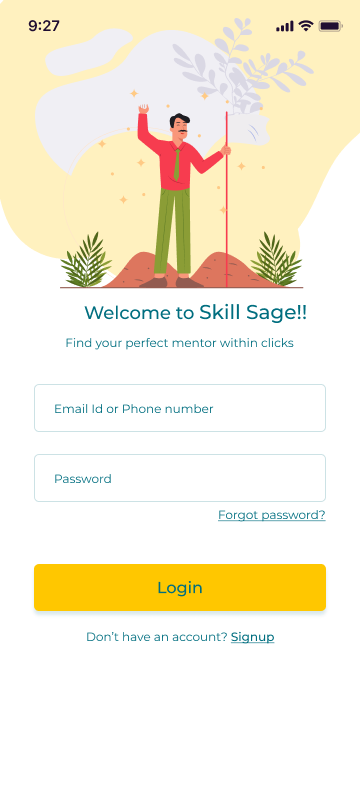 9:27
Welcome to Skill Sage!!
Find your perfect mentor within clicks
Email Id or Phone number
Password
Forgot password?
Login
Don’t have an account? Signup